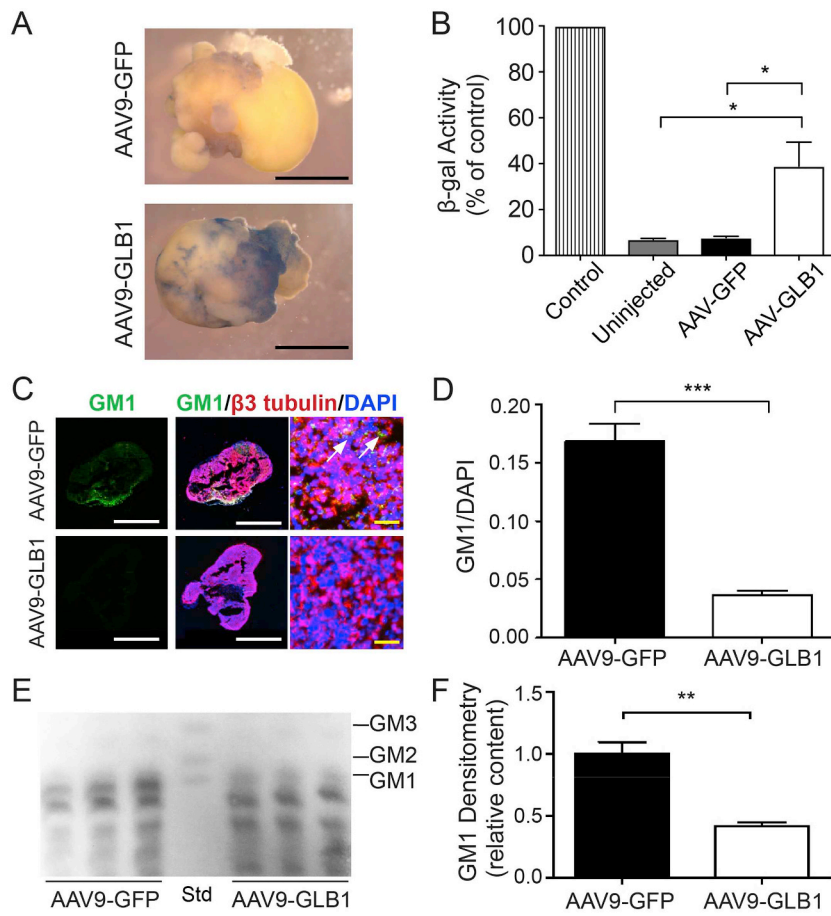 A
AAV9-GFP
AAV9-GLB1
B
β-gal Activity
(% of control)
100
80
60
40
20
0
*
*
Control
Uninjected
AAV-GFP
AAV-GLB1
C
GM1
GM1/β3 tubulin/DAPI
AAV9-GFP
AAV9-GLB1
D
GM1/DAPI
0.20
0.15
0.10
0.05
0.00
***
AAV9-GFP
AAV9-GLB1
E
GM3
GM2
GM1
AAV9-GFP
Std
AAV9-GLB1
F
GM1 Densitometry
(relative content)
1.5
1.0
0.5
0.0
**
AAV9-GFP
AAV9-GLB1